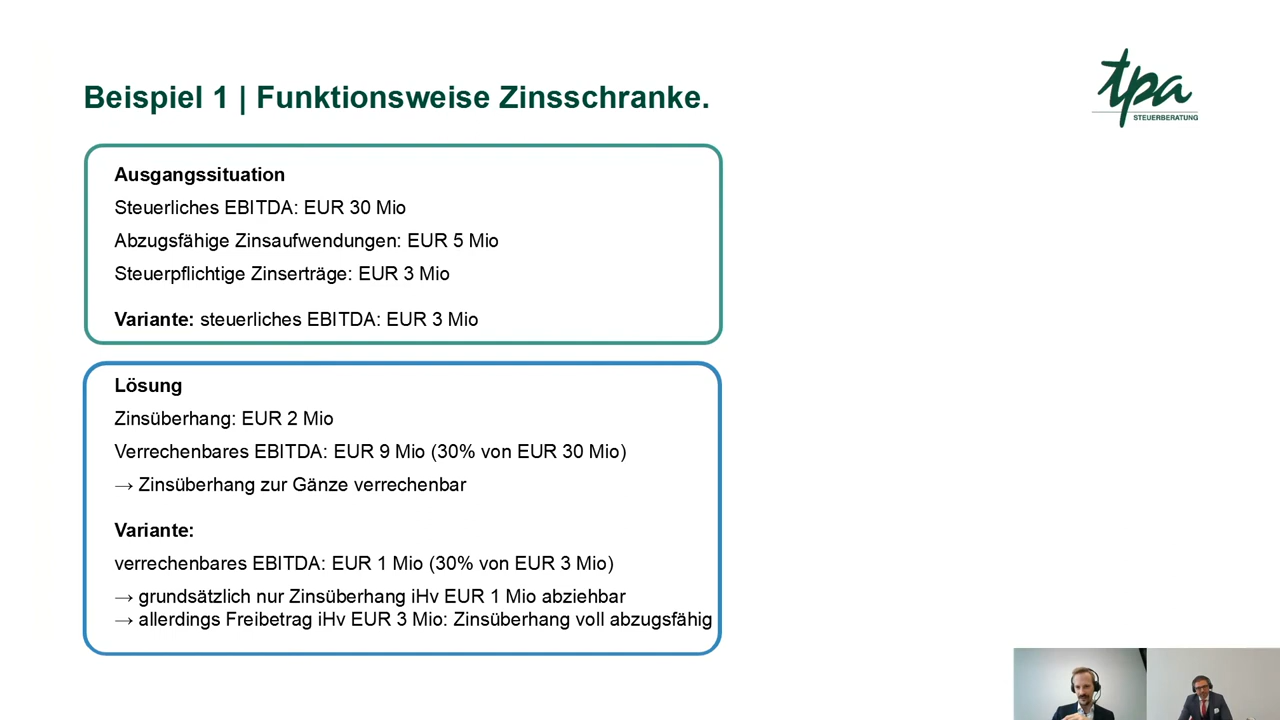 Beispiel 1 | Funktionsweise Zinsschranke.
tpa
STEUERBERATUNG
Ausgangssituation
Steuerliches EBITDA: EUR 30 Mio
Abzugsfähige Zinsaufwendungen: EUR 5 Mio
Steuerpflichtige Zinserträge: EUR 3 Mio
Variante: steuerliches EBITDA: EUR 3 Mio
Lösung
Zinsüberhang: EUR 2 Mio
Verrechenbares EBITDA: EUR 9 Mio (30% von EUR 30 Mio)
→ Zinsüberhang zur Gänze verrechenbar
Variante:
verrechenbares EBITDA: EUR 1 Mio (30% von EUR 3 Mio)
→ grundsätzlich nur Zinsüberhang iHv EUR 1 Mio abziehbar
→ allerdings Freibetrag iHv EUR 3 Mio: Zinsüberhang voll abzugsfähig